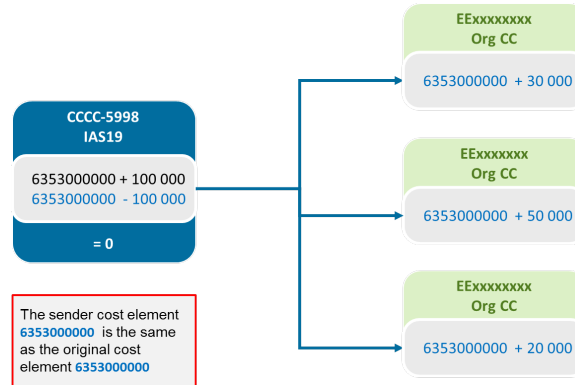 EExxxxxxxx
Org CC
6353000000 + 30 000
CCCC-5998
IAS19
6353000000 + 100 000
6353000000 - 100 000
= 0
EExxxxxxx
Org CC
6353000000 + 50 000
EExxxxxxxx
Org CC
6353000000 + 20 000
The sender cost element
6353000000 is the same
as the original cost
element 6353000000